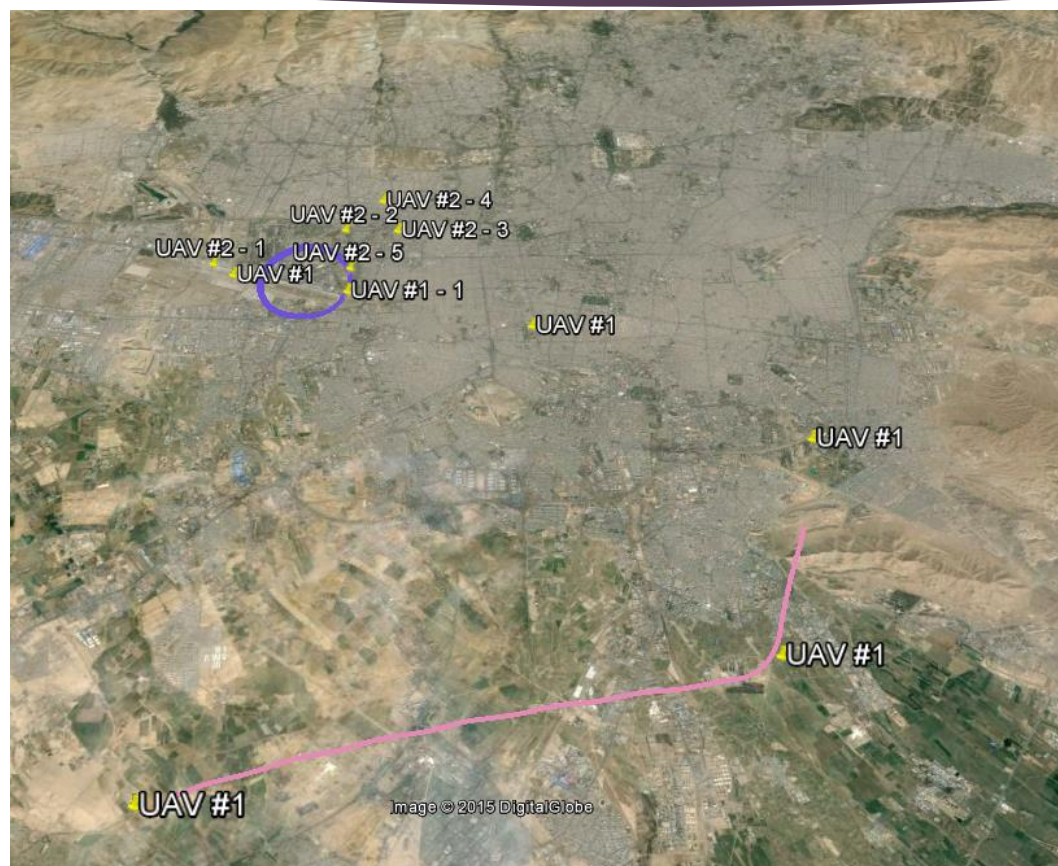 UAV #2 - 4
UAV #2 - 2
UAV #2 - 3
UAV #2 - 1
UAV #2 - 5
UAV #1
UAV #1 - 1
UAV #1
UAV #1
UAV #1
UAV #1
Image © 2015 DigitalGlobe